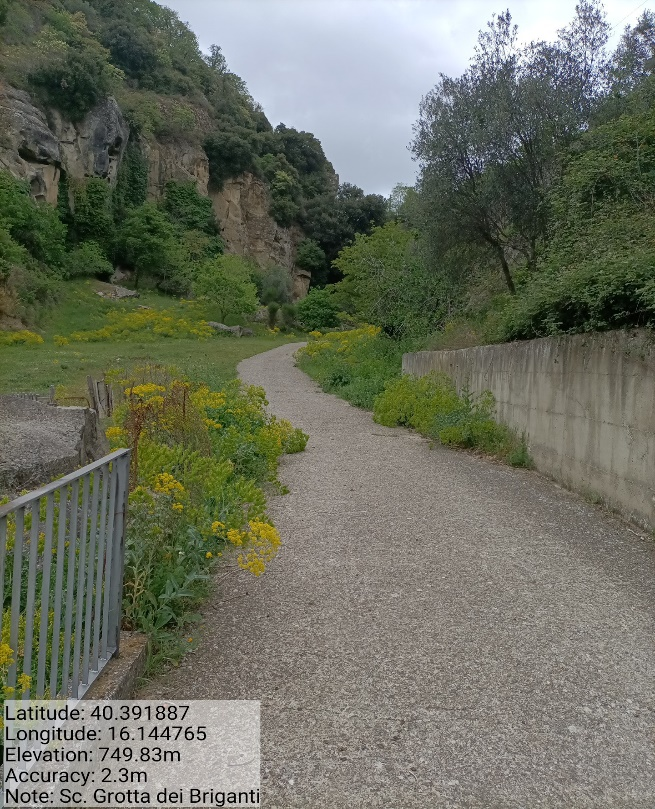 Latitude: 40.391887
Longitude: 16.144765
Elevation: 749.83m
Accuracy: 2.3m
Note: Sc. Grotta dei Briganti